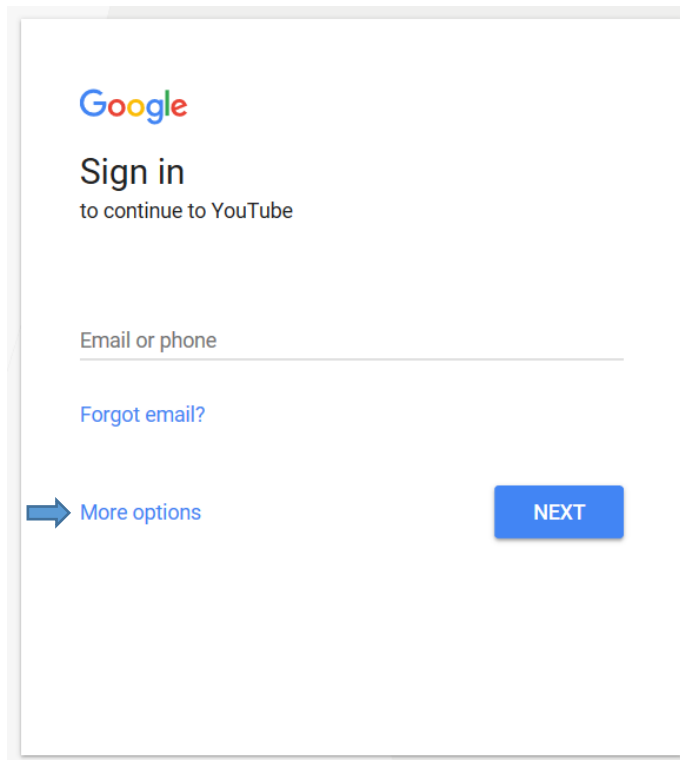 Google
Sign in
to continue to YouTube
Email or phone
Forgot email?
More options
NEXT